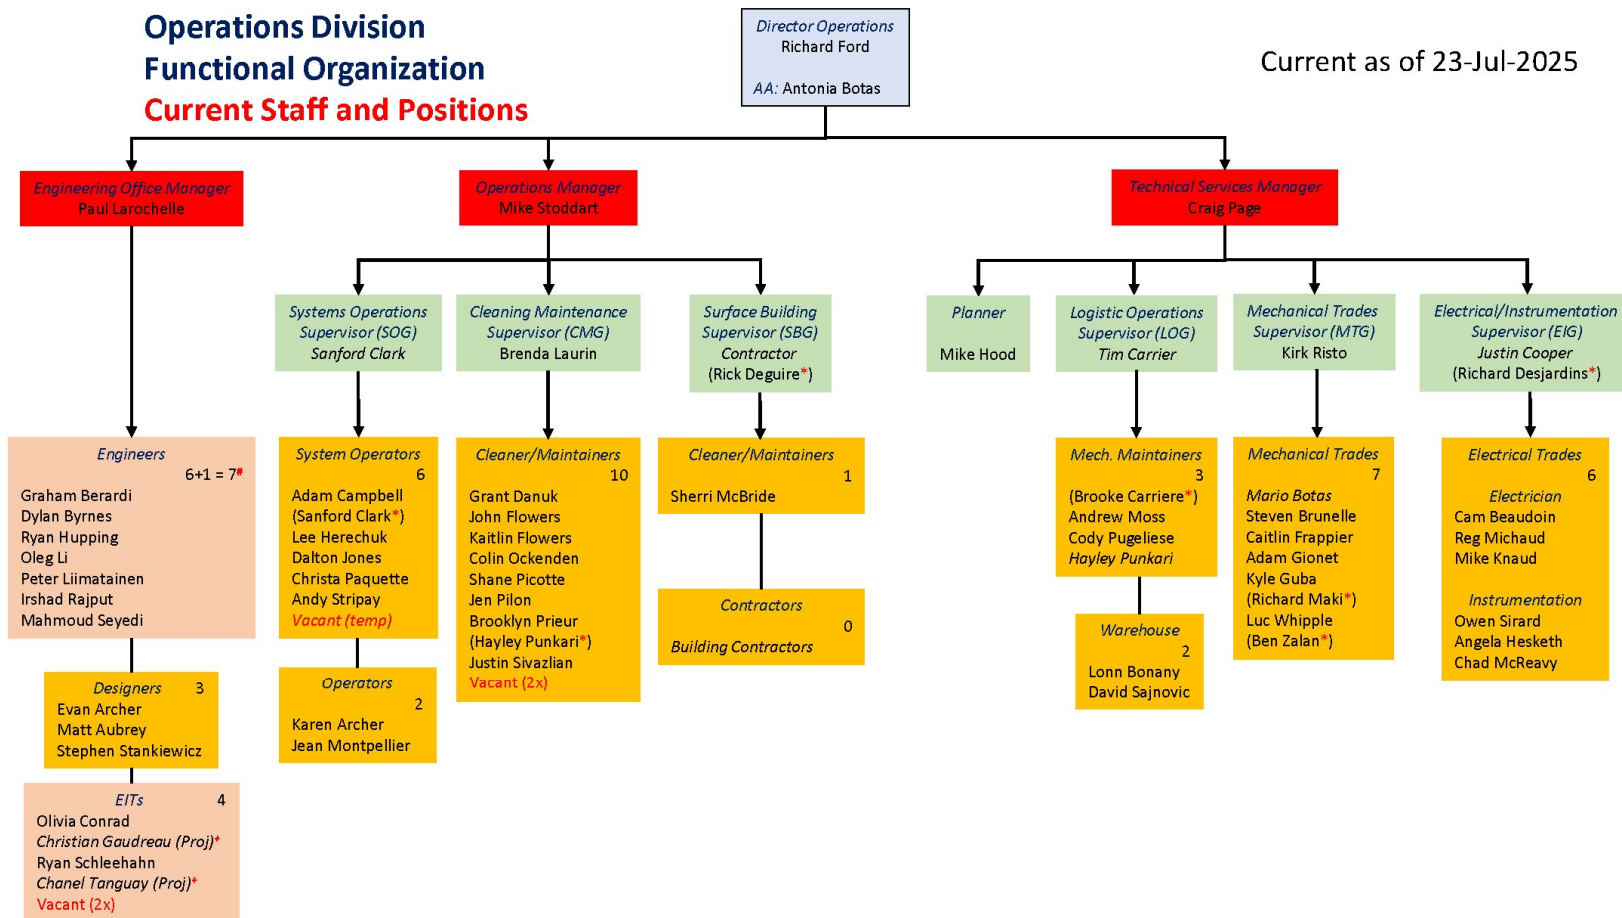 Operations Division
Functional Organization
Current Staff and Positions
Director Operations
Richard Ford
AA: Antonia Botas
Current as of 23-Jul-2025
Engineering Office Manager
Paul Larochelle
Operations Manager
Mike Stoddart
Technical Services Manager
Craig Page
Systems Operations
Supervisor (SOG)
Sanford Clark
Cleaning Maintenance
Supervisor (CMG)
Brenda Laurin
Surface Building
Supervisor (SBG)
Contractor
(Rick Deguire*)
Planner
Mike Hood
Logistic Operations
Supervisor (LOG)
Tim Carrier
Mechanical Trades
Supervisor (MTG)
Kirk Risto
Electrical/Instrumentation
Supervisor (EIG)
Justin Cooper
(Richard Desjardins*)
Engineers
6+1 = 7#
Graham Berardi
Dylan Byrnes
Ryan Hupping
Oleg Li
Peter Liimatainen
Irshad Rajput
Mahmoud Seyedi
Designers 3
Evan Archer
Matt Aubrey
Stephen Stankiewicz
EITs 4
Olivia Conrad
Christian Gaudreau (Proj)+
Ryan Schleehahn
Chanel Tanguay (Proj)+
Vacant (2x)
System Operators
6
Adam Campbell
(Sanford Clark*)
Lee Herechuk
Dalton Jones
Christa Paquette
Andy Stripay
Vacant (temp)
Operators
2
Karen Archer
Jean Montpellier
Cleaner/Maintainers
10
Grant Danuk
John Flowers
Kaitlin Flowers
Colin Ockenden
Shane Picotte
Jen Pilon
Brooklyn Prieur
(Hayley Punkari*)
Justin Sivazlian
Vacant (2x)
Cleaner/Maintainers
1
Sherri McBride
Contractors
0
Building Contractors
Mech. Maintainers
3
(Brooke Carriere*)
Andrew Moss
Cody Pugeliese
Hayley Punkari
Warehouse
2
Lonn Bonany
David Sajnovic
Mechanical Trades
7
Mario Botas
Steven Brunelle
Caitlin Frappier
Adam Gionet
Kyle Guba
(Richard Maki*)
Luc Whipple
(Ben Zalan*)
Electrical Trades
6
Electrician
Cam Beaudoin
Reg Michaud
Mike Knaud
Instrumentation
Owen Sirard
Angela Hesketh
Chad McReavy